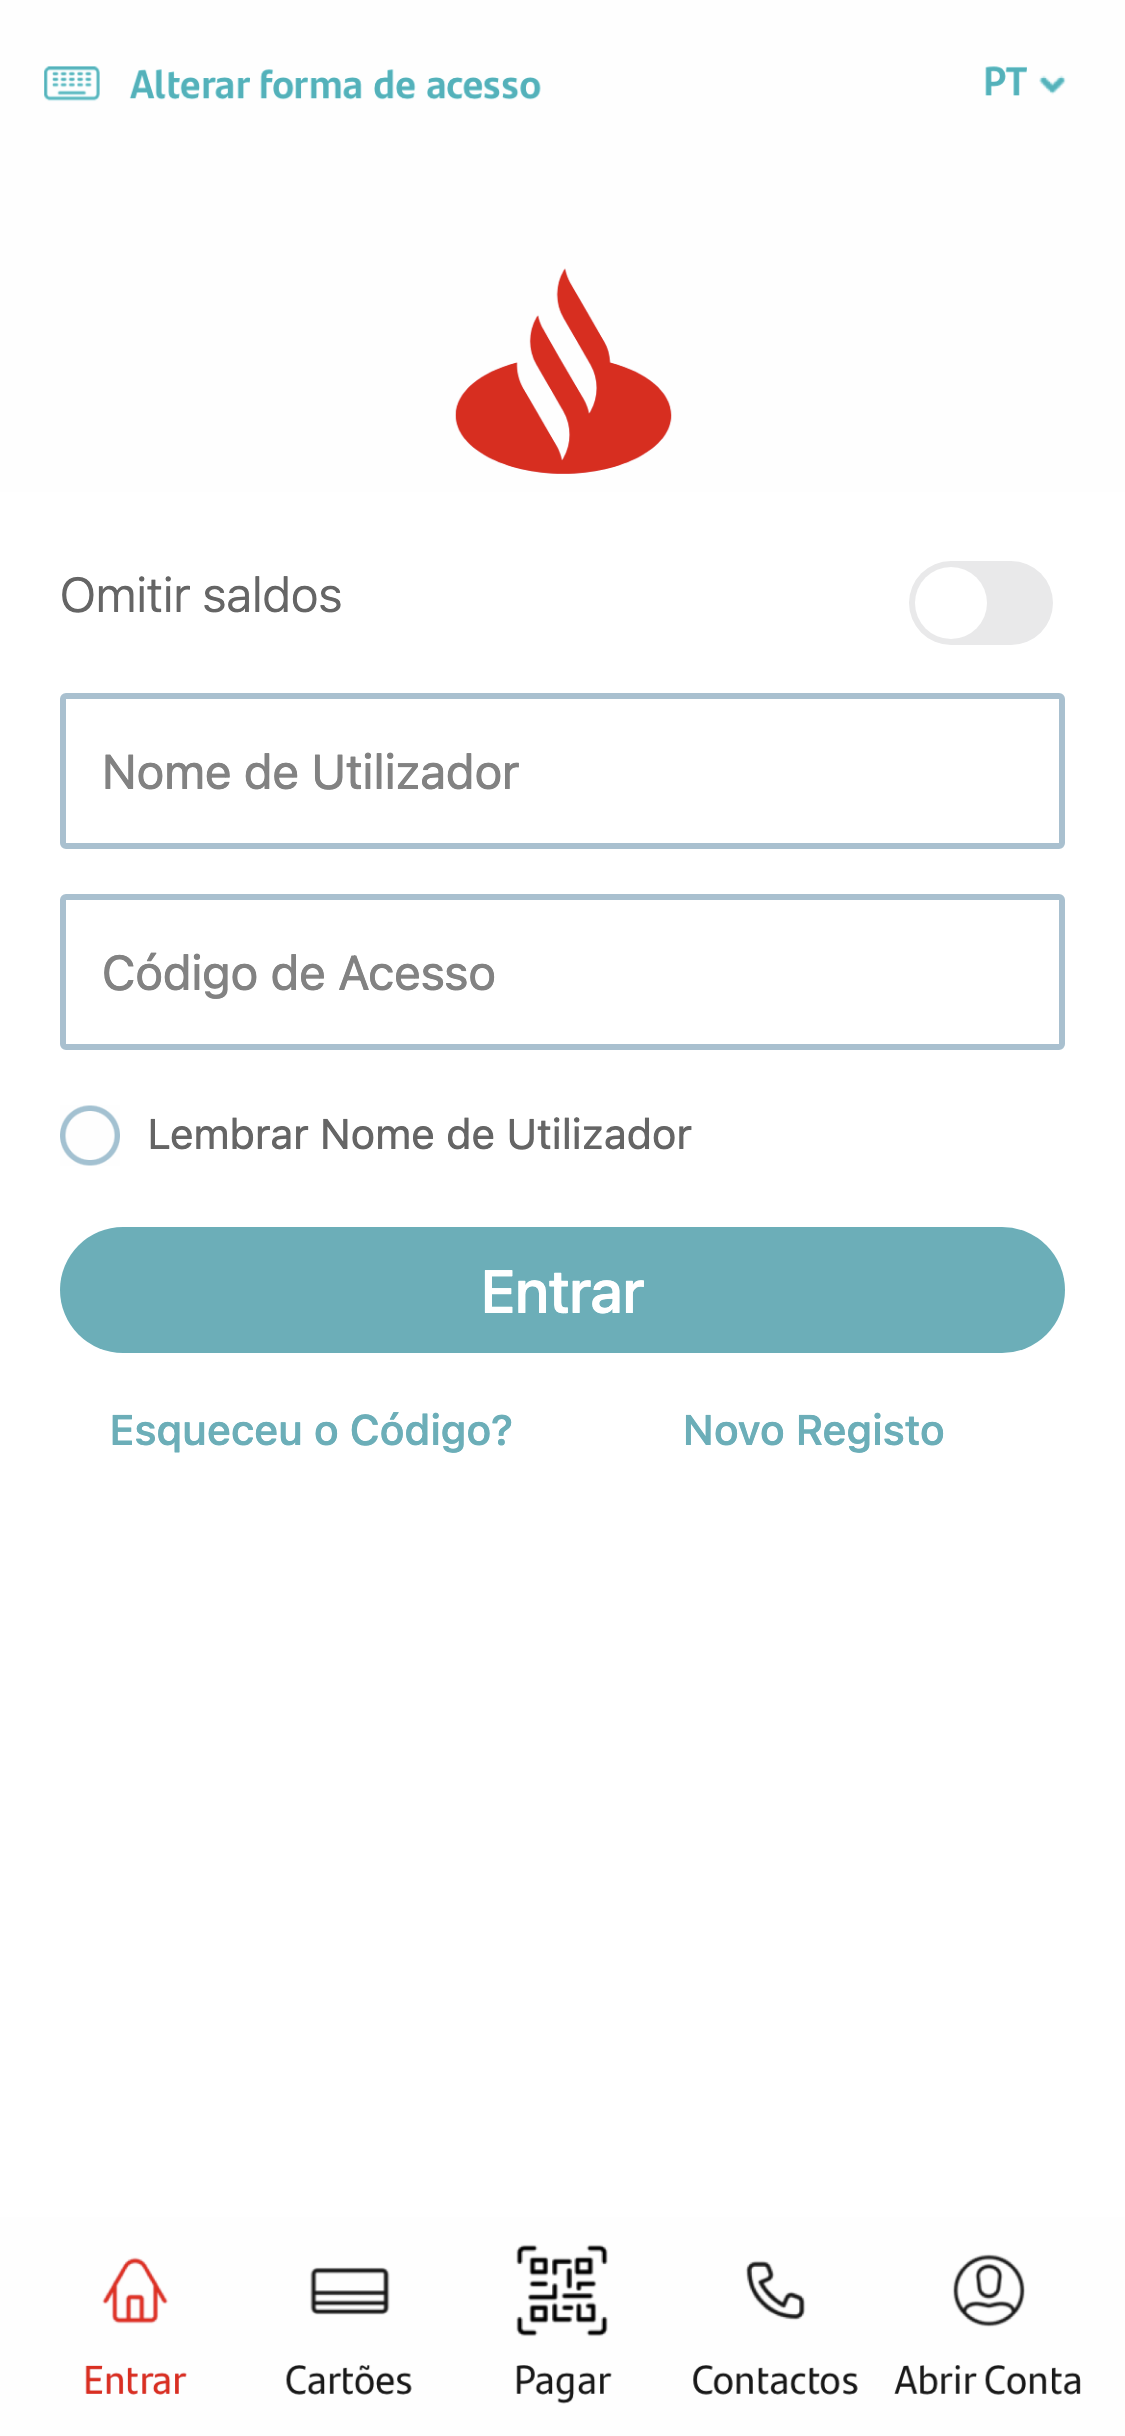 Alterar forma de acesso
PT
Omitir saldos
Nome de Utilizador
Código de Acesso
Lembrar Nome de Utilizador
Entrar
Esqueceu o Código?
Novo Registo
Entrar
Cartões
Pagar
Contactos
Abrir Conta